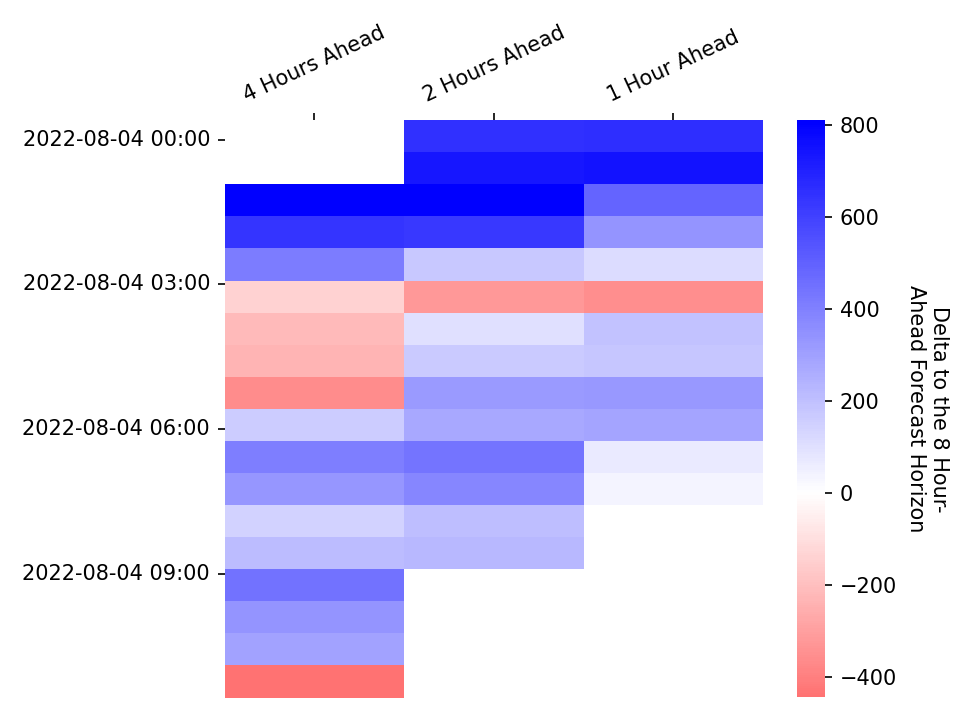 4 Hours Ahead
2 Hours Ahead
1 Hour Ahead
2022-08-04 00:00
2022-08-04 03:00
2022-08-04 06:00
2022-08-04 09:00
800
600
400
200
0
−200
−400
Delta to the 8 Hour-
Ahead Forecast Horizon